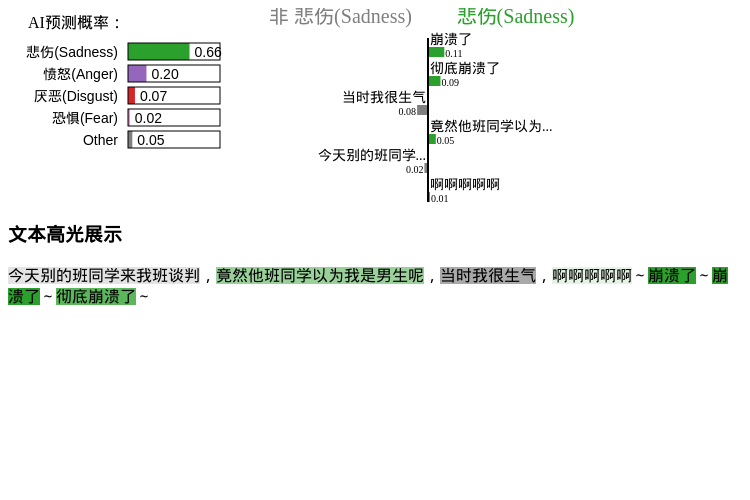 AI预测概率：
悲伤(Sadness) 0.66
愤怒(Anger) 0.20
厌恶(Disgust) 0.07
恐惧(Fear) 0.02
Other 0.05
非 悲伤(Sadness) 悲伤(Sadness)
崩溃了
0.11
彻底崩溃了
0.09
当时我很生气
0.08
竟然他班同学以为...
0.05
今天别的班同学...
0.02
啊啊啊啊啊
0.01
文本高光展示
今天别的班同学来我班谈判，竟然他班同学以为我是男生呢，当时我很生气，啊啊啊啊啊～崩溃了～崩
溃了～彻底崩溃了～